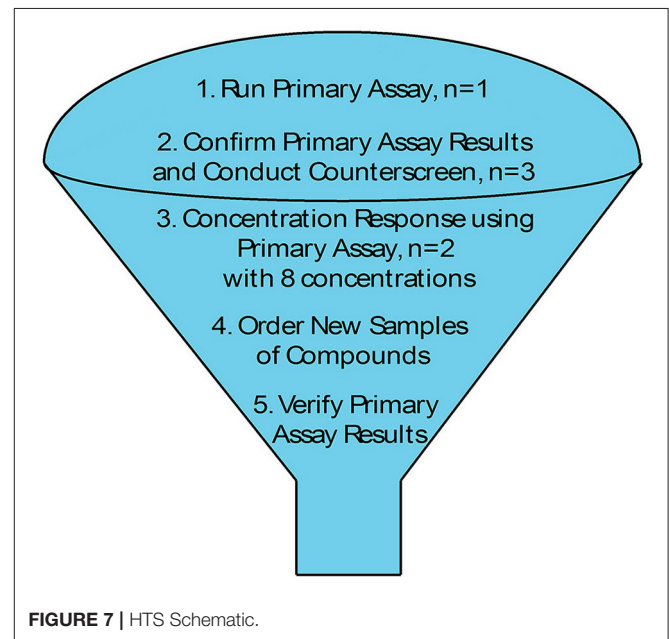 1. Run Primary Assay, n=1
2. Confirm Primary Assay Results
and Conduct Counterscreen, n=3
3. Concentration Response using
Primary Assay, n=2
with 8 concentrations
4. Order New Samples
of Compounds
5. Verify Primary
Assay Results
FIGURE 7 | HTS Schematic.